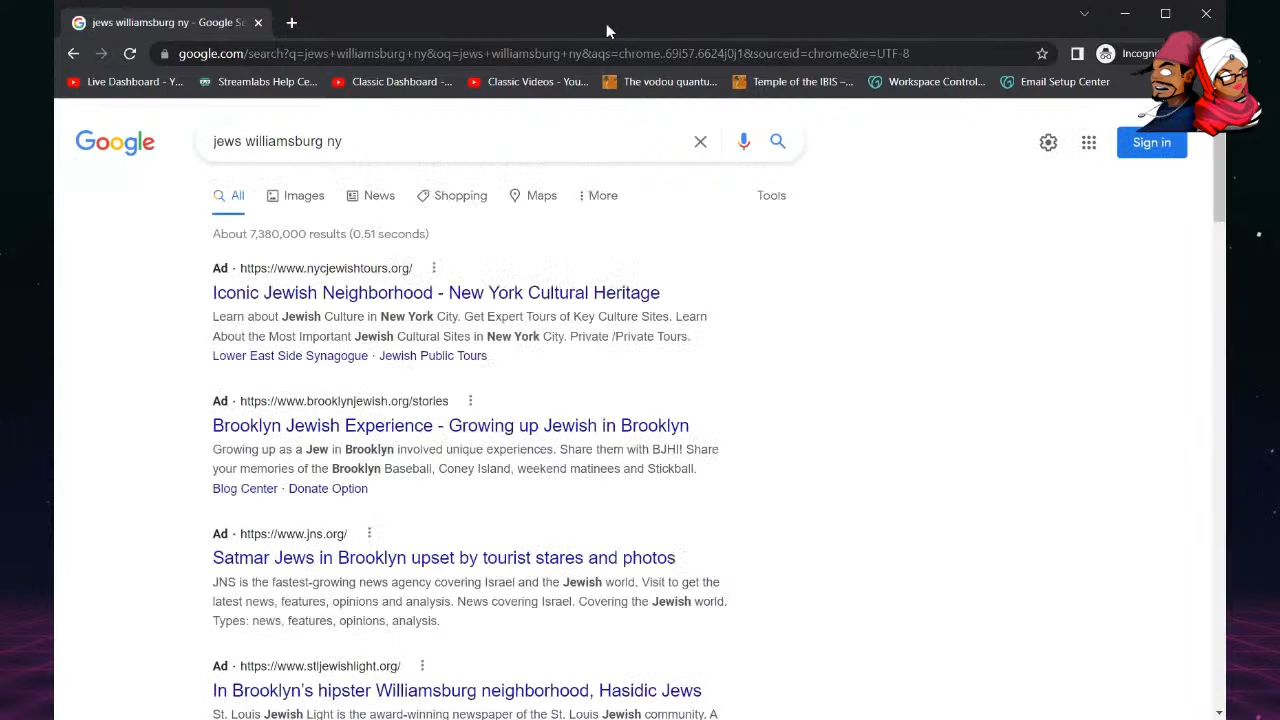 jews williamsburg ny - Google Se
google.com/search?q=jews+williamsburg+ny&oq=jews+williamsburg+ny&aqs=chrome..69i57.6624j0j1&sourceid=chrome&ie=UTF-8
Incogni
Live Dashboard - Y... Streamlabs Help Ce... Classic Dashboard -... Classic Videos - You... The vodou quantu... Temple of the IBIS –... Workspace Control... Email Setup Center
Google
jews williamsburg ny
Sign in
All Images News Shopping Maps More Tools
About 7,380,000 results (0.51 seconds)
Ad · https://www.nycjewishtours.org/
Iconic Jewish Neighborhood - New York Cultural Heritage
Learn about Jewish Culture in New York City. Get Expert Tours of Key Culture Sites. Learn
About the Most Important Jewish Cultural Sites in New York City. Private /Private Tours.
Lower East Side Synagogue · Jewish Public Tours
Ad · https://www.brooklynjewish.org/stories
Brooklyn Jewish Experience - Growing up Jewish in Brooklyn
Growing up as a Jew in Brooklyn involved unique experiences. Share them with BJHI! Share
your memories of the Brooklyn Baseball, Coney Island, weekend matinees and Stickball.
Blog Center · Donate Option
Ad · https://www.jns.org/
Satmar Jews in Brooklyn upset by tourist stares and photos
JNS is the fastest-growing news agency covering Israel and the Jewish world. Visit to get the
latest news, features, opinions and analysis. News covering Israel. Covering the Jewish world.
Types: news, features, opinions, analysis.
Ad · https://www.stljewishlight.org/
In Brooklyn's hipster Williamsburg neighborhood, Hasidic Jews
St. Louis Jewish Light is the award-winning newspaper of the St. Louis Jewish community. A